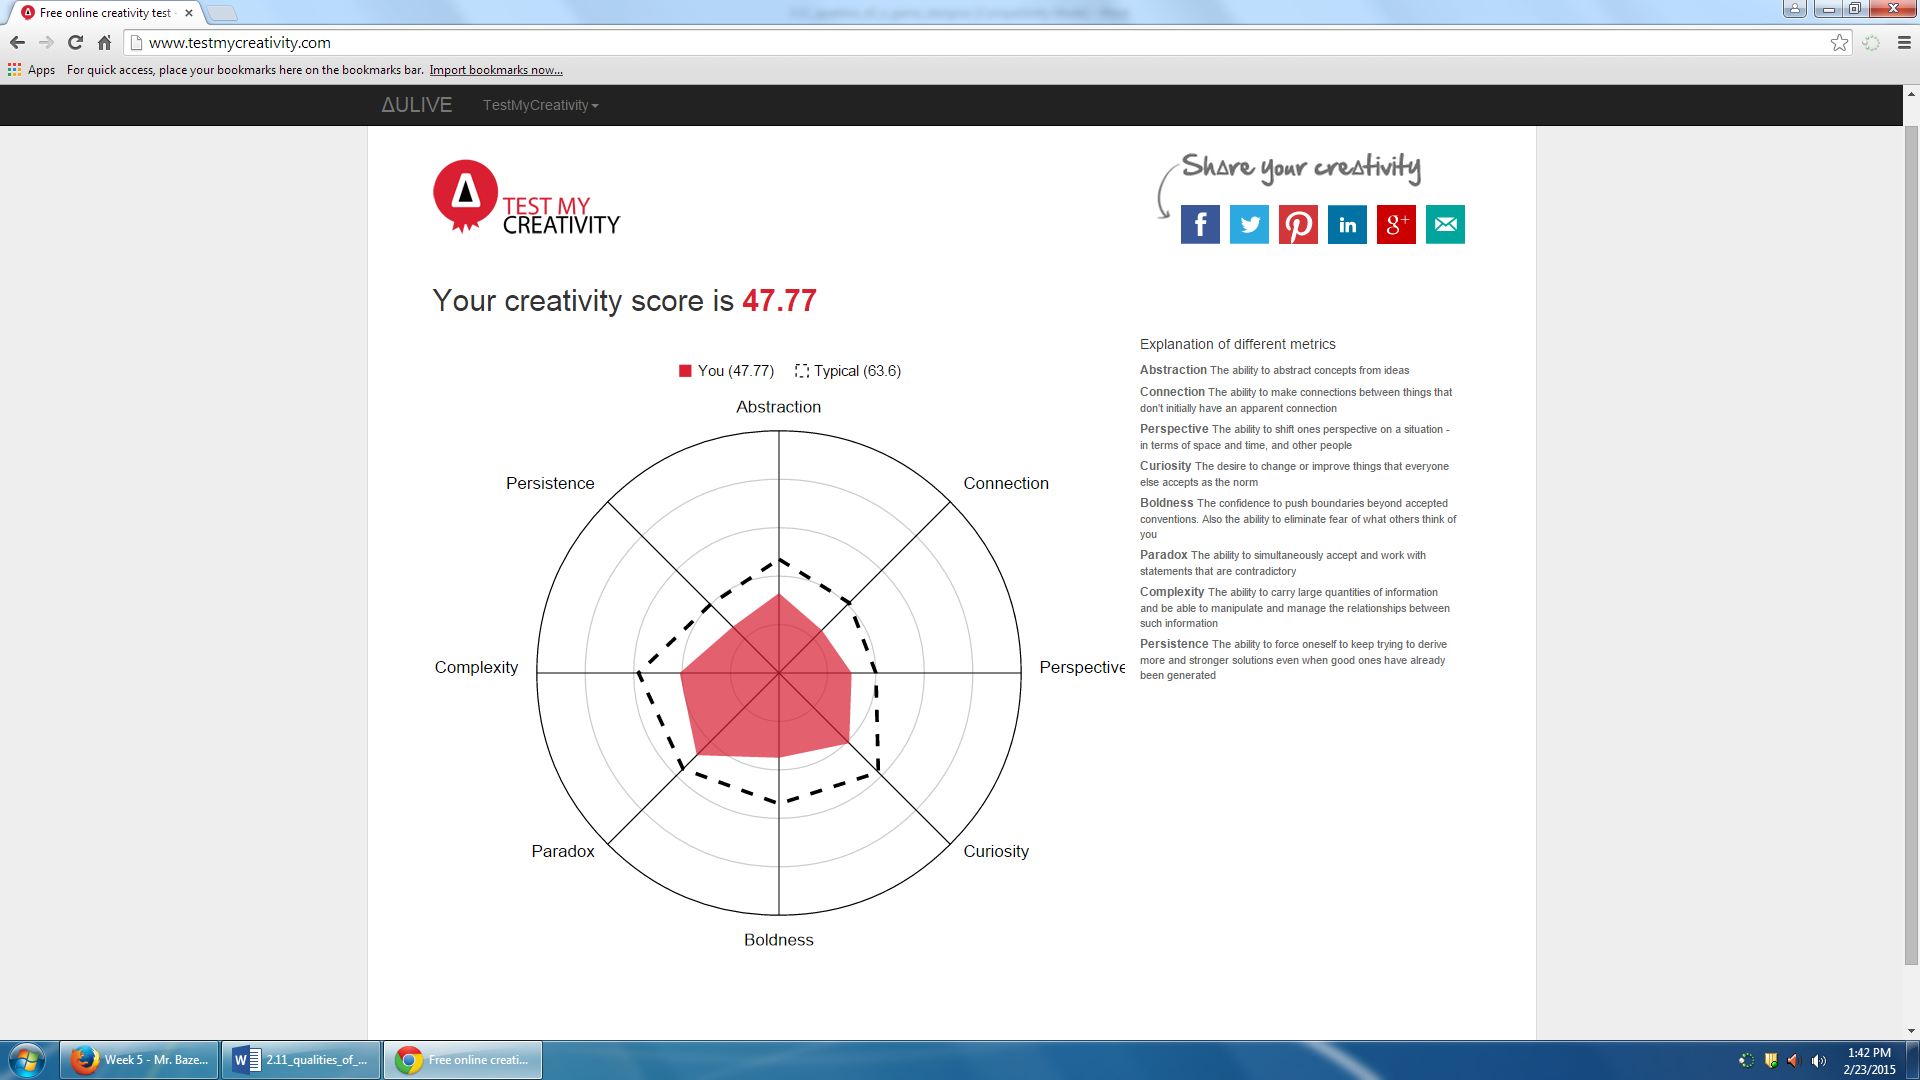 Free online creativity test
www.testmycreativity.com
Apps For quick access, place your bookmarks here on the bookmarks bar. Import bookmarks now...
ΔULIVE TestMyCreativity
TEST MY
CREATIVITY
Share your creativity
Your creativity score is 47.77
You (47.77) Typical (63.6)
Abstraction
Connection
Perspective
Curiosity
Boldness
Paradox
Complexity
Persistence
Explanation of different metrics
Abstraction The ability to abstract concepts from ideas
Connection The ability to make connections between things that
don't initially have an apparent connection
Perspective The ability to shift ones perspective on a situation -
in terms of space and time, and other people
Curiosity The desire to change or improve things that everyone
else accepts as the norm
Boldness The confidence to push boundaries beyond accepted
conventions. Also the ability to eliminate fear of what others think of
you
Paradox The ability to simultaneously accept and work with
statements that are contradictory
Complexity The ability to carry large quantities of information
and be able to manipulate and manage the relationships between
such information
Persistence The ability to force oneself to keep trying to derive
more and stronger solutions even when good ones have already
been generated
Week 5 - Mr. Baze...
2.11_qualities_of_...
Free online creati...
1:42 PM
2/23/2015